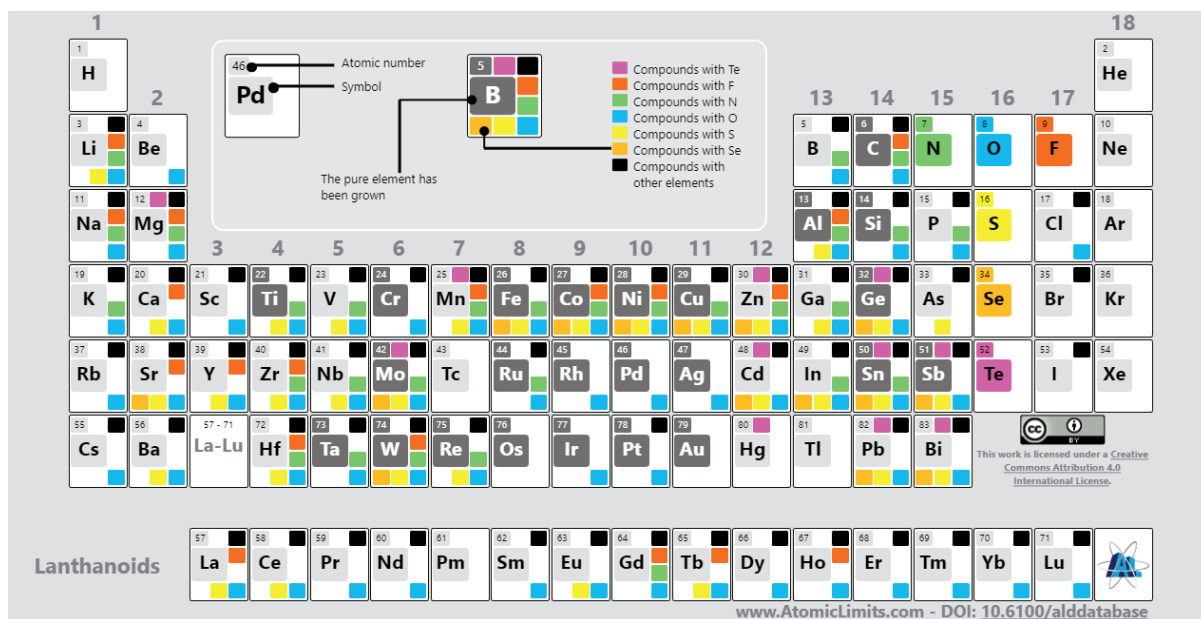 1 18
1 2
H He
46 Atomic number
Pd Symbol
5
B
Compounds with Te
Compounds with F
Compounds with N
Compounds with O
Compounds with S
Compounds with Se
Compounds with
other elements
The pure element has
been grown
2 13 14 15 16 17
3 4 5 6 7 8 9 10
Li Be B C N O F Ne
11 12 13 14 15 16 17 18
Na Mg Al Si P S Cl Ar
3 4 5 6 7 8 9 10 11 12
19 20 21 22 23 24 25 26 27 28 29 30 31 32 33 34 35 36
K Ca Sc Ti V Cr Mn Fe Co Ni Cu Zn Ga Ge As Se Br Kr
37 38 39 40 41 42 43 44 45 46 47 48 49 50 51 52 53 54
Rb Sr Y Zr Nb Mo Tc Ru Rh Pd Ag Cd In Sn Sb Te I Xe
55 56 57 - 71 72 73 74 75 76 77 78 79 80 81 82 83
Cs Ba La-Lu Hf Ta W Re Os Ir Pt Au Hg Tl Pb Bi
cc BY
This work is licensed under a Creative
Commons Attribution 4.0
International License.
57 58 59 60 61 62 63 64 65 66 67 68 69 70 71
Lanthanoids La Ce Pr Nd Pm Sm Eu Gd Tb Dy Ho Er Tm Yb Lu
www.AtomicLimits.com - DOI: 10.6100/alddatabase